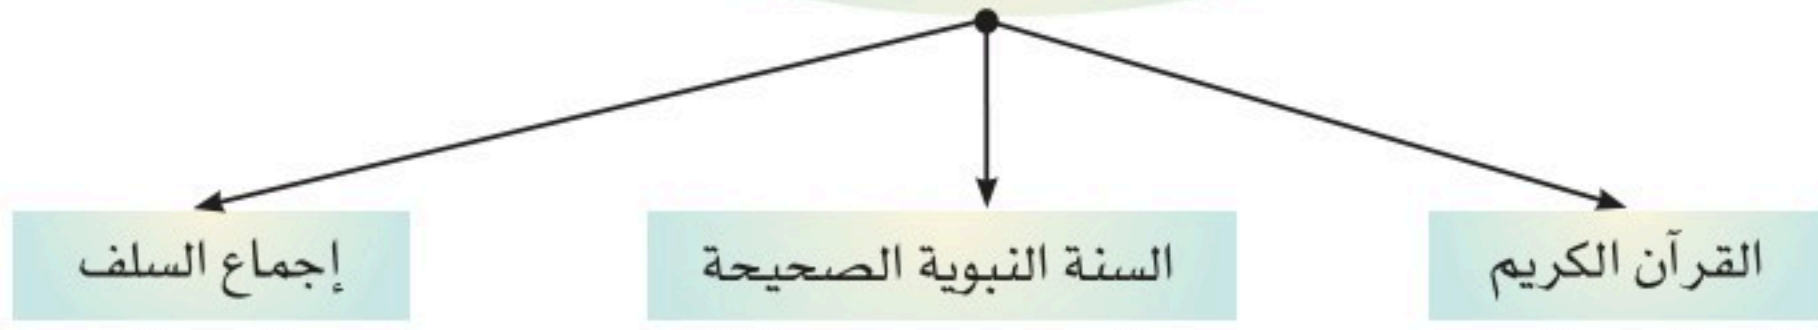 القرآن الكريم
السنة النبوية الصحيحة
إجماع السلف